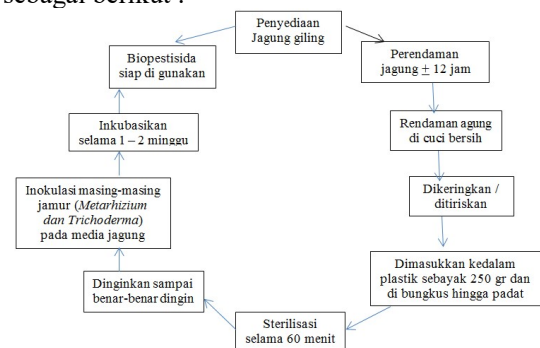 sebagai berikut :
Penyediaan
Jagung giling
Perendaman
jagung ± 12 jam
Rendaman agung
di cuci bersih
Dikeringkan /
ditiriskan
Dimasukkan kedalam
plastik sebayak 250 gr dan
di bungkus hingga padat
Sterilisasi
selama 60 menit
Dinginkan sampai
benar-benar dingin
Inokulasi masing-masing
jamur (Metarhizium
dan Trichoderma)
pada media jagung
Inkubasikan
selama 1 – 2 minggu
Biopestisida
siap di gunakan